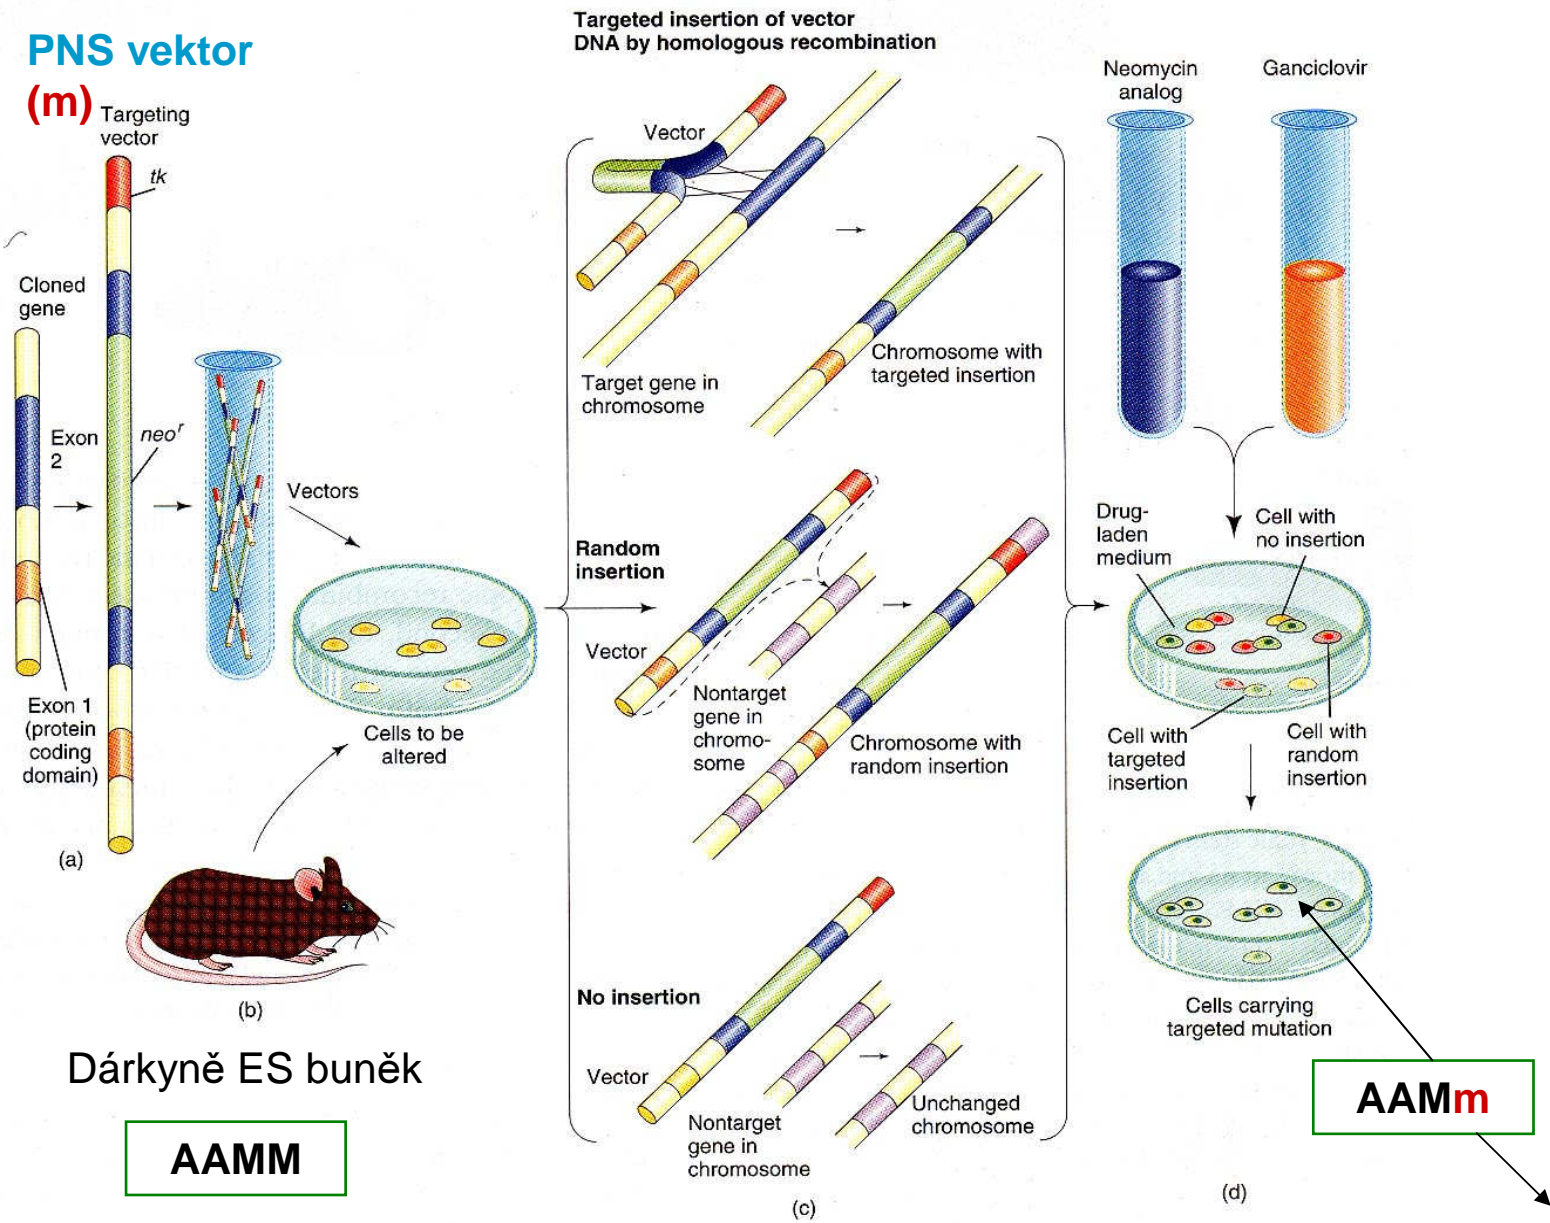 PNS vektor
(m)
Targeting
vector
tk
Cloned
gene
Exon
2
neoʳ
Vectors
Exon 1
(protein
coding
domain)
(a)
Cells to be
altered
(b)
Dárkyně ES buněk
AAMM
Targeted insertion of vector
DNA by homologous recombination
Vector
Target gene in
chromosome
Chromosome with
targeted insertion
Random
insertion
Vector
Nontarget
gene in
chromo-
some
Chromosome with
random insertion
No insertion
Vector
Nontarget
gene in
chromosome
Unchanged
chromosome
(c)
Neomycin
analog
Ganciclovir
Drug-
laden
medium
Cell with
no insertion
Cell with
targeted
insertion
Cell with
random
insertion
Cells carrying
targeted mutation
AAMm
(d)